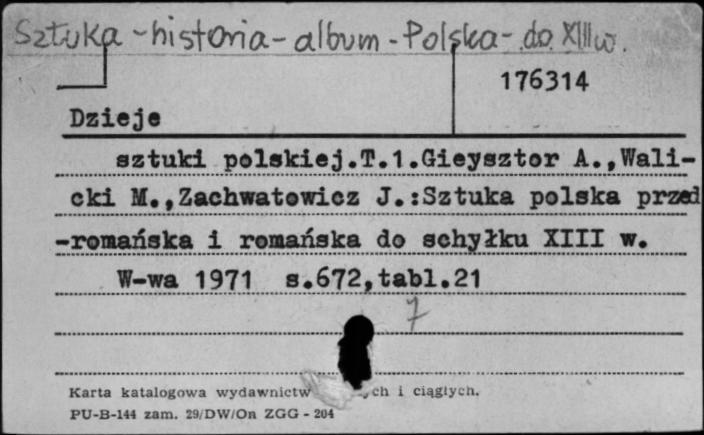 Sztuka - historia - album - Polska - do XIII w.
176314
Dzieje
sztuki polskiej.T.1.Gieysztor A.,Wali-
cki M.,Zachwatowicz J.:Sztuka polska przed
-romańska i romańska do schyłku XIII w.
W-wa 1971 s.672,tabl.21
7
Karta katalogowa wydawnictw ych i ciągłych.
PU-B-144 zam. 29/DW/On ZGG - 204